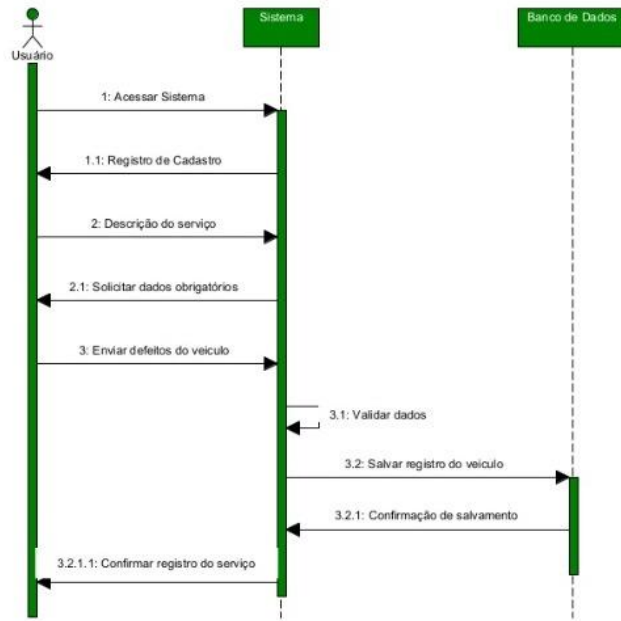 Sistema
Banco de Dados
Usuário
1: Acessar Sistema
1.1: Registro de Cadastro
2: Descrição do serviço
2.1: Solicitar dados obrigatórios
3: Enviar defeitos do veiculo
3.1: Validar dados
3.2: Salvar registro do veiculo
3.2.1: Confirmação de salvamento
3.2.1.1: Confirmar registro do serviço